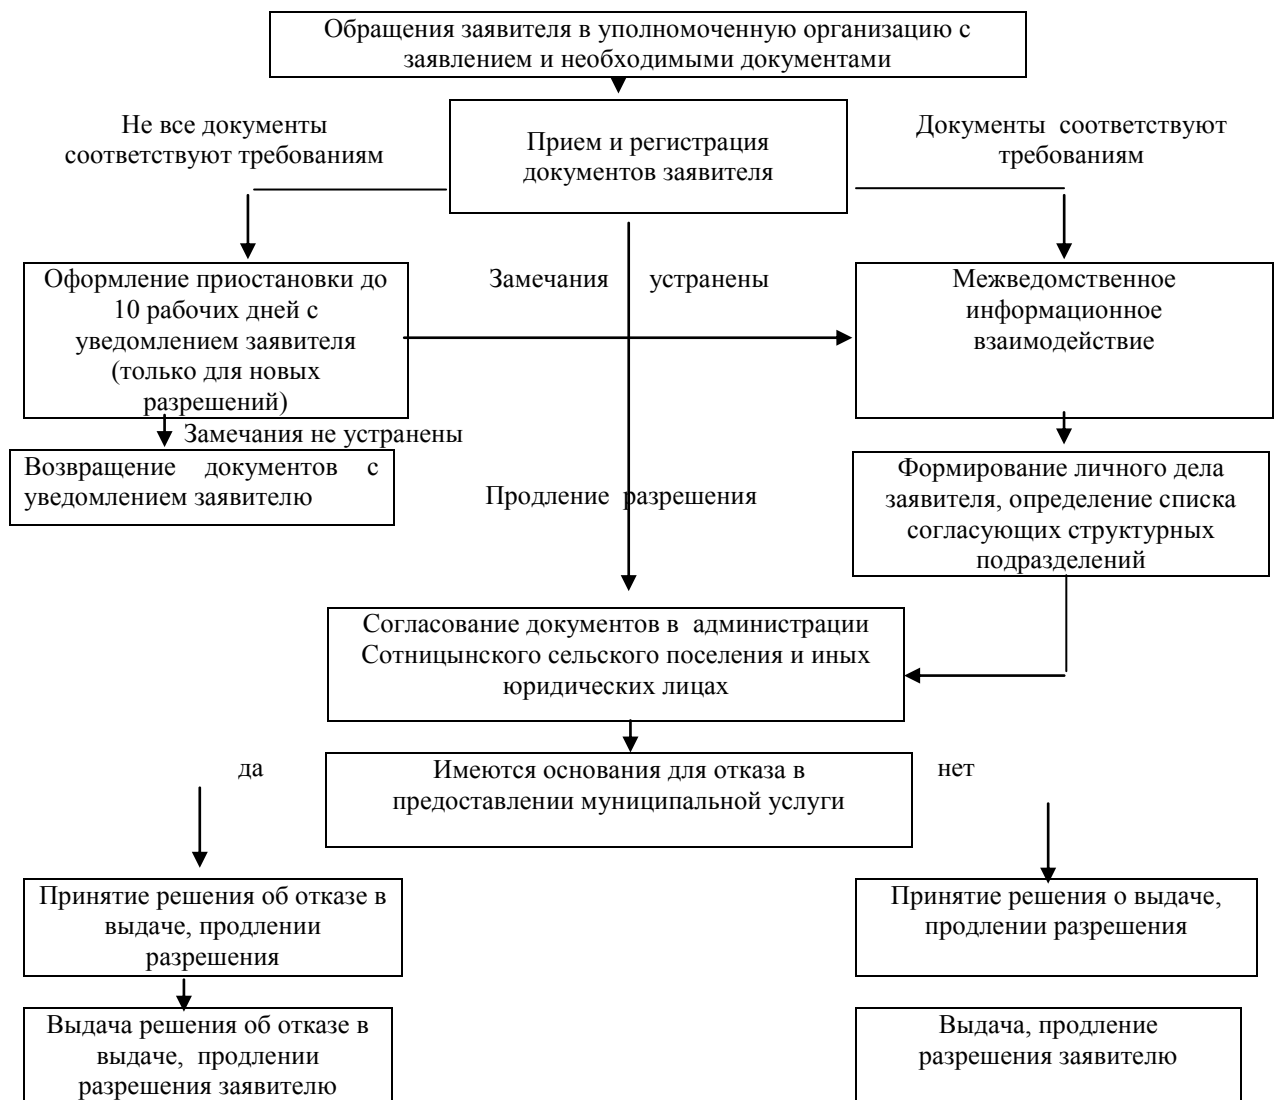 Обращения заявителя в уполномоченную организацию с
заявлением и необходимыми документами
Не все документы
соответствуют требованиям
Прием и регистрация
документов заявителя
Документы соответствуют
требованиям
Оформление приостановки до
10 рабочих дней с
уведомлением заявителя
(только для новых
разрешений)
Замечания устранены
Межведомственное
информационное
взаимодействие
Замечания не устранены
Возвращение документов с
уведомлением заявителю
Продление разрешения
Формирование личного дела
заявителя, определение списка
согласующих структурных
подразделений
Согласование документов в администрации
Сотницынского сельского поселения и иных
юридических лицах
да
Имеются основания для отказа в
предоставлении муниципальной услуги
нет
Принятие решения об отказе в
выдаче, продлении
разрешения
Принятие решения о выдаче,
продлении разрешения
Выдача решения об отказе в
выдаче, продлении
разрешения заявителю
Выдача, продление
разрешения заявителю